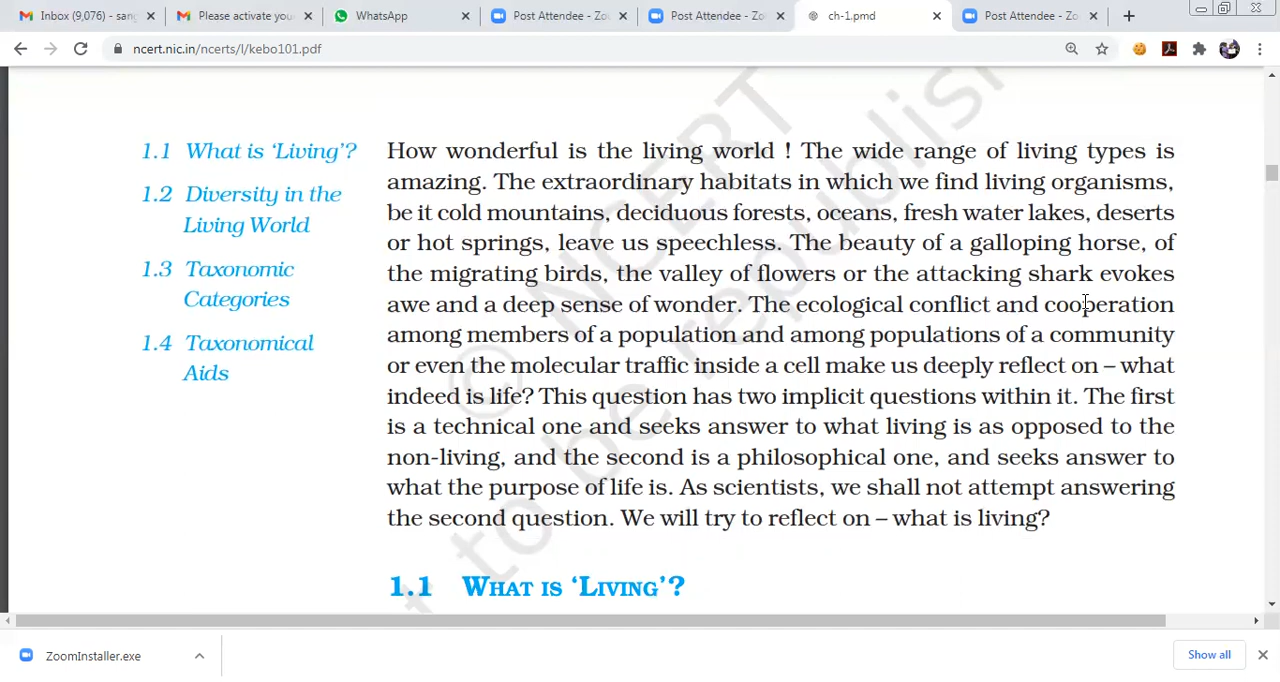 Inbox (9,076) - san
Please activate you
WhatsApp
Post Attendee - Zo
Post Attendee - Zo
ch-1.pmd
Post Attendee - Zo
ncert.nic.in/ncerts/l/kebo101.pdf
1.1 What is ‘Living’?
1.2 Diversity in the
Living World
1.3 Taxonomic
Categories
1.4 Taxonomical
Aids
How wonderful is the living world ! The wide range of living types is
amazing. The extraordinary habitats in which we find living organisms,
be it cold mountains, deciduous forests, oceans, fresh water lakes, deserts
or hot springs, leave us speechless. The beauty of a galloping horse, of
the migrating birds, the valley of flowers or the attacking shark evokes
awe and a deep sense of wonder. The ecological conflict and cooperation
among members of a population and among populations of a community
or even the molecular traffic inside a cell make us deeply reflect on – what
indeed is life? This question has two implicit questions within it. The first
is a technical one and seeks answer to what living is as opposed to the
non-living, and the second is a philosophical one, and seeks answer to
what the purpose of life is. As scientists, we shall not attempt answering
the second question. We will try to reflect on – what is living?
1.1 WHAT IS ‘LIVING’?
© NCERT
not to be republish
ZoomInstaller.exe
Show all